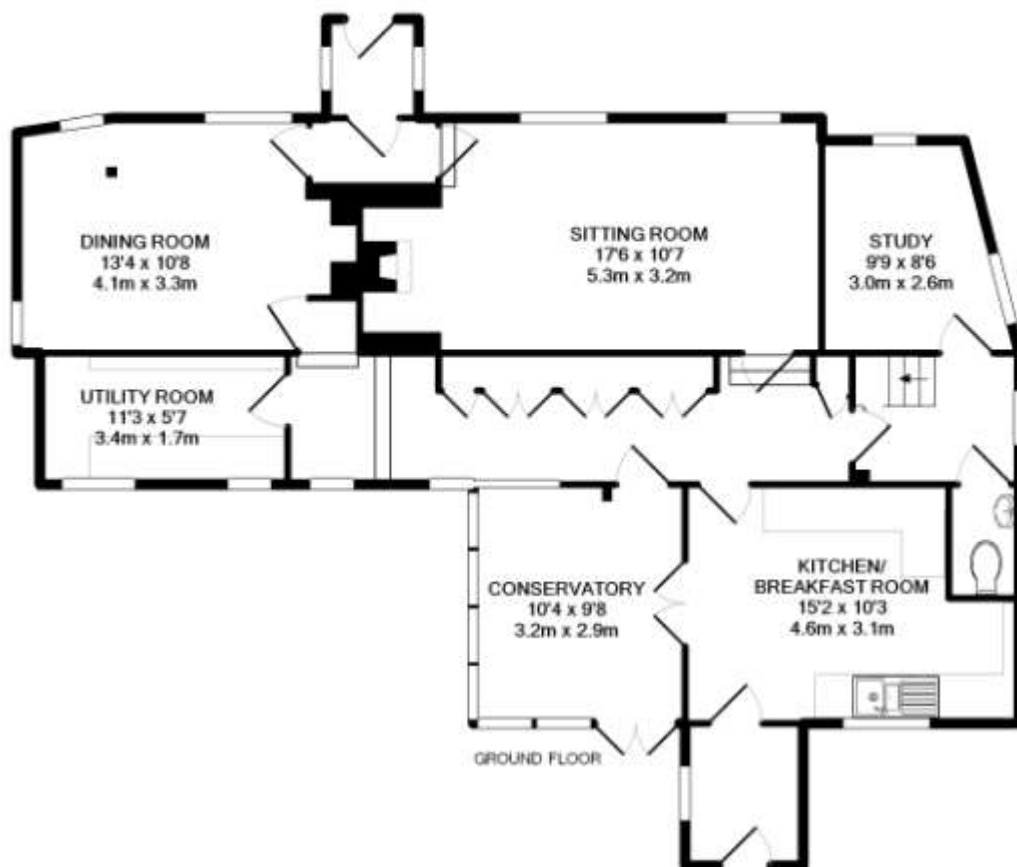 DINING ROOM
13'4 x 10'8
4.1m x 3.3m
SITTING ROOM
17'6 x 10'7
5.3m x 3.2m
STUDY
9'9 x 8'6
3.0m x 2.6m
UTILITY ROOM
11'3 x 5'7
3.4m x 1.7m
CONSERVATORY
10'4 x 9'8
3.2m x 2.9m
KITCHEN/
BREAKFAST ROOM
15'2 x 10'3
4.6m x 3.1m
GROUND FLOOR